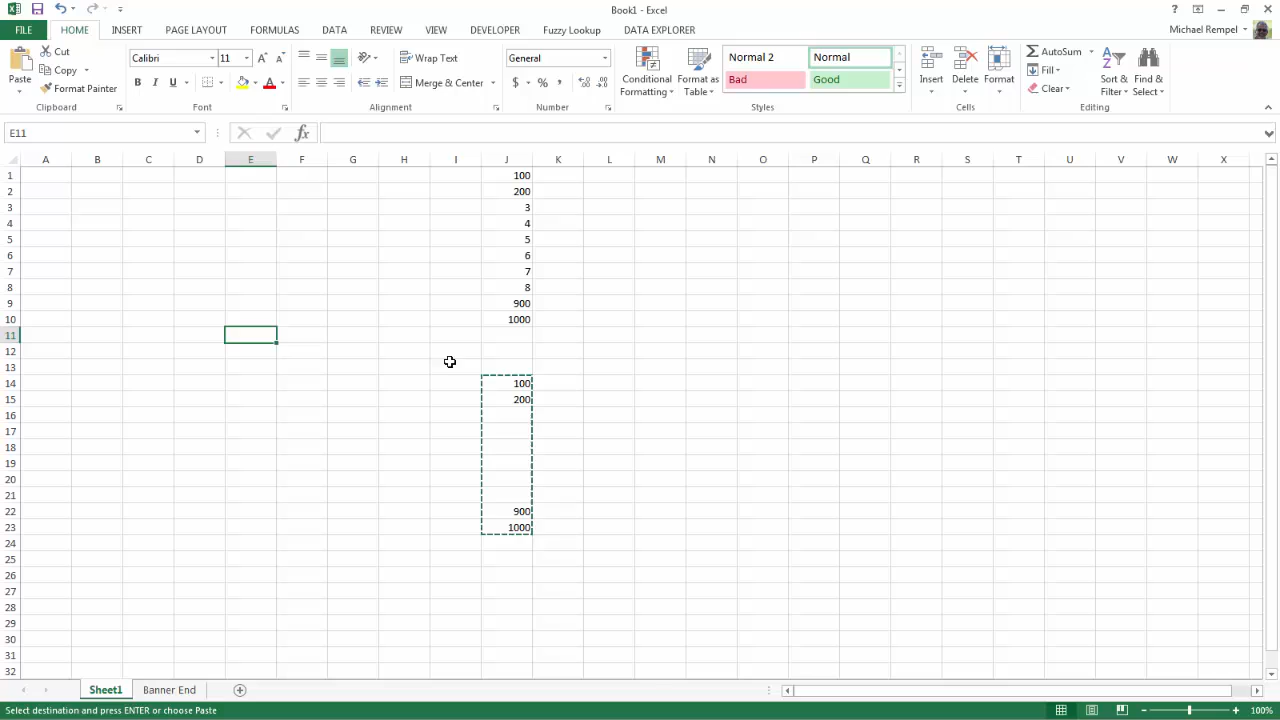 Book1 - Excel
FILE HOME INSERT PAGE LAYOUT FORMULAS DATA REVIEW VIEW DEVELOPER Fuzzy Lookup DATA EXPLORER Michael Rempel
Paste
Cut
Copy
Format Painter
Clipboard
Calibri 11
B I U
Font
Wrap Text
Merge & Center
Alignment
General
$ % ,
Number
Conditional Formatting
Format as Table
Normal 2 Normal
Bad Good
Styles
Insert Delete Format
Cells
AutoSum
Fill
Clear
Sort & Filter
Find & Select
Editing
E11 fx
A B C D E F G H I J K L M N O P Q R S T U V W X
1 100
2 200
3 3
4 4
5 5
6 6
7 7
8 8
9 900
10 1000
11
12
13
14 100
15 200
16
17
18
19
20
21
22 900
23 1000
24
25
26
27
28
29
30
31
32
Sheet1 Banner End
Select destination and press ENTER or choose Paste 100%